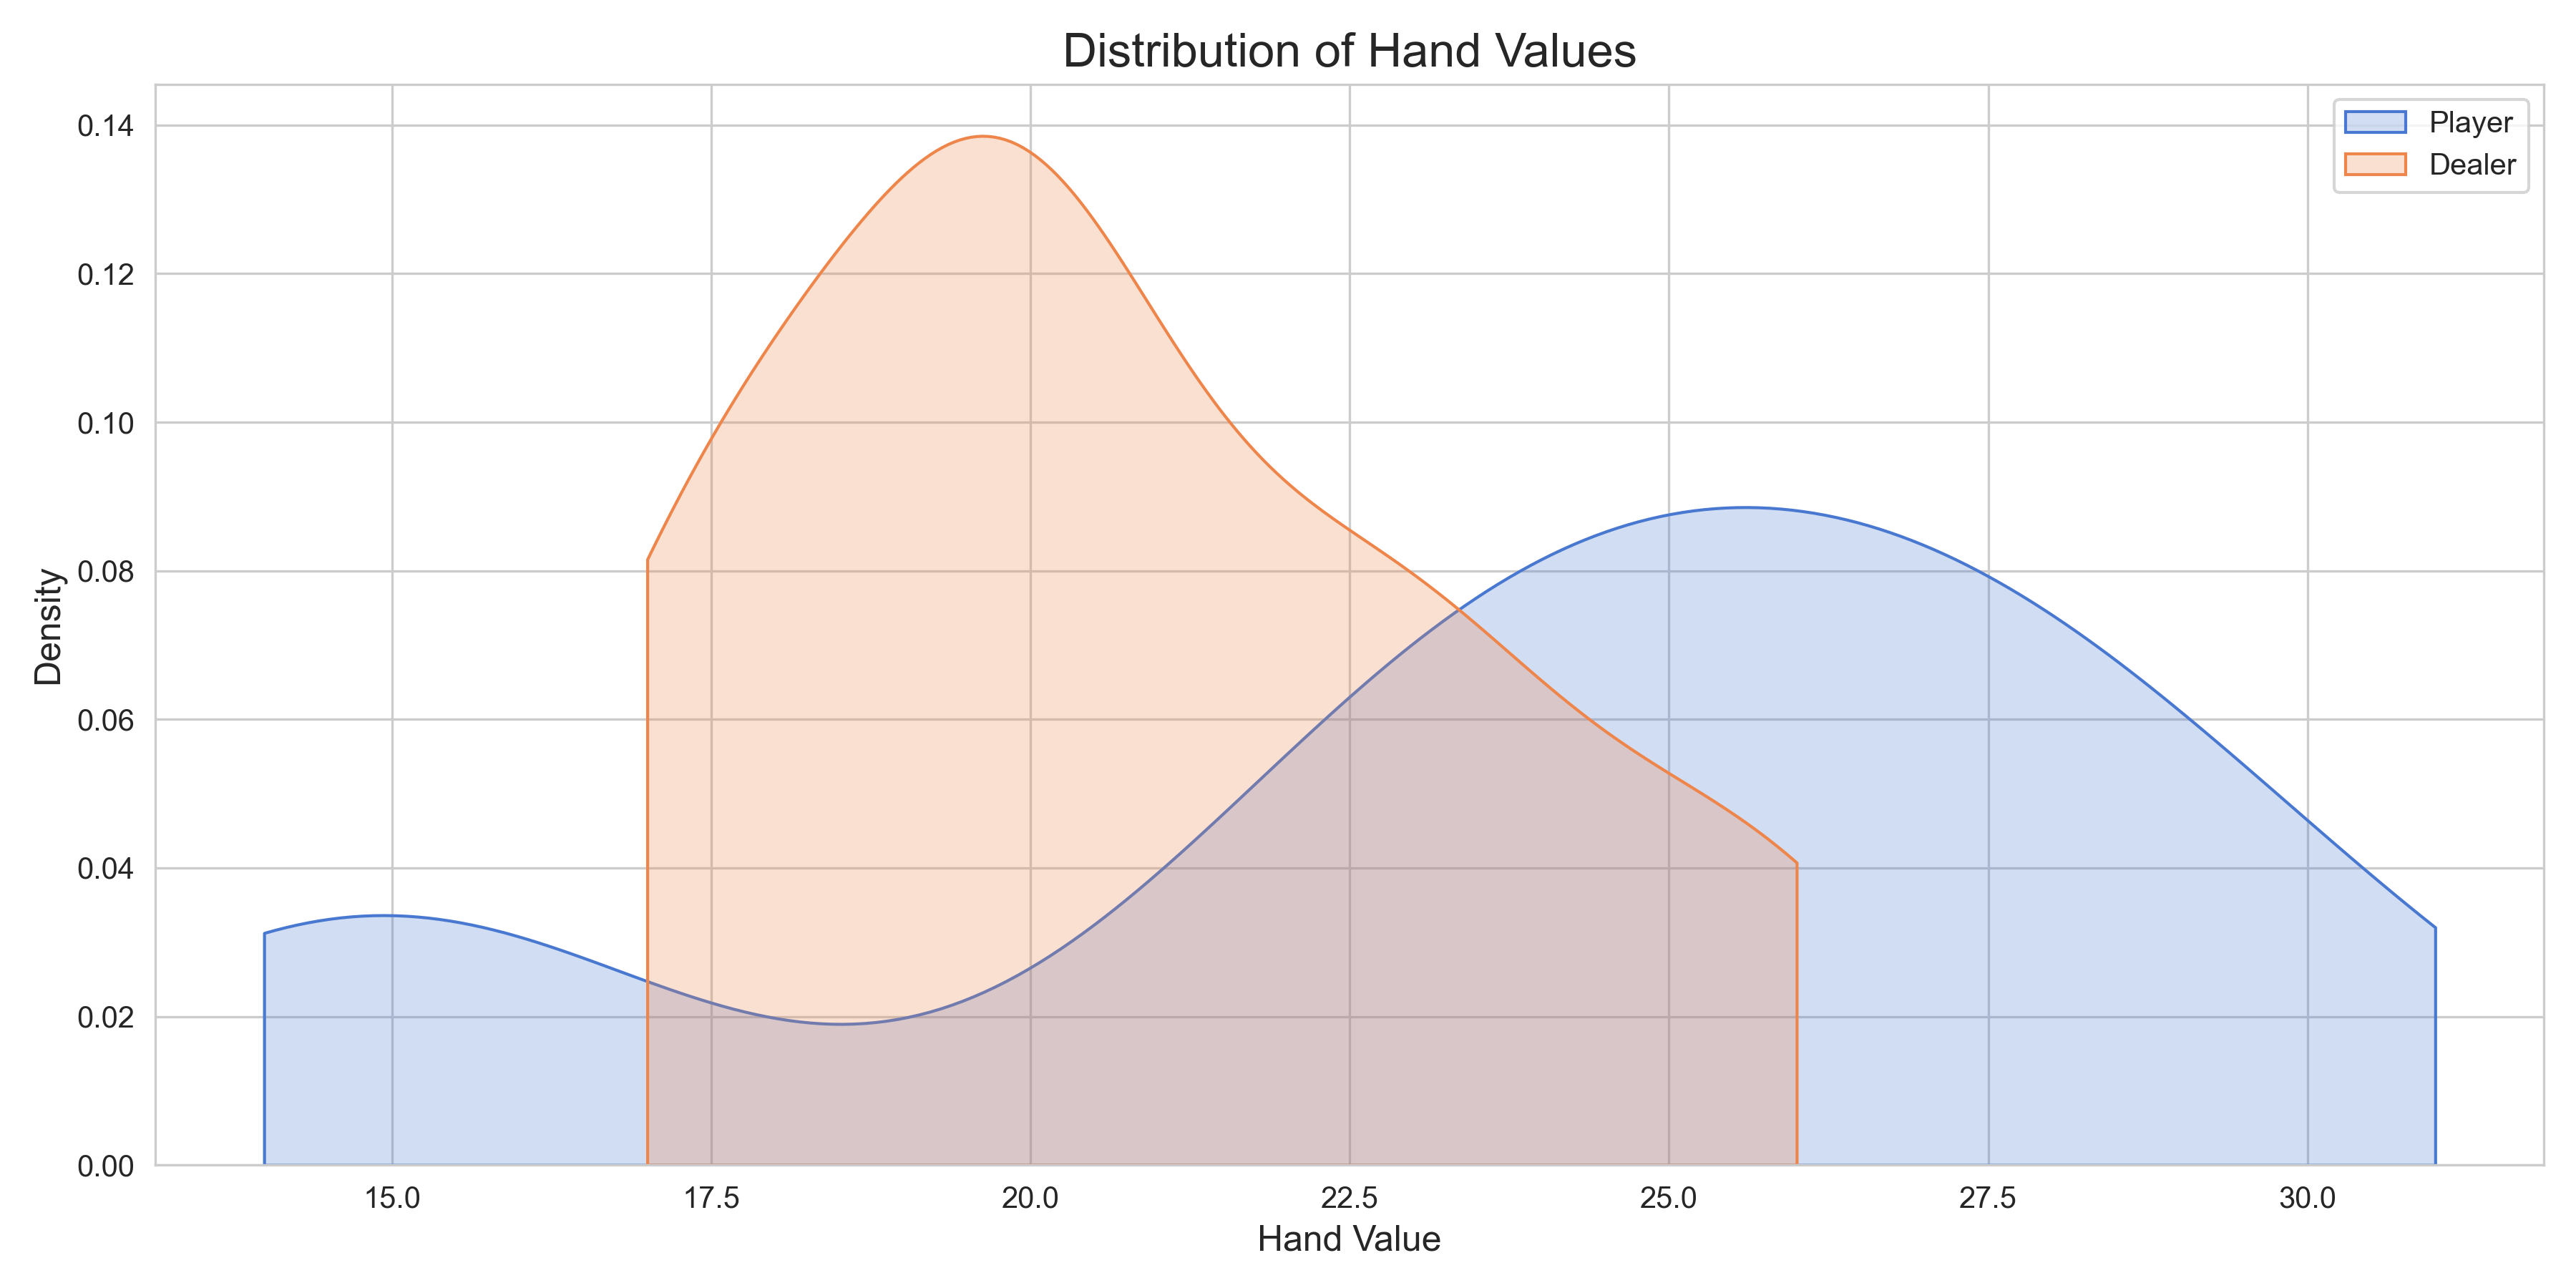 Distribution of Hand Values
Player
Dealer
Density
0.14
0.12
0.10
0.08
0.06
0.04
0.02
0.00
15.0 17.5 20.0 22.5 25.0 27.5 30.0
Hand Value